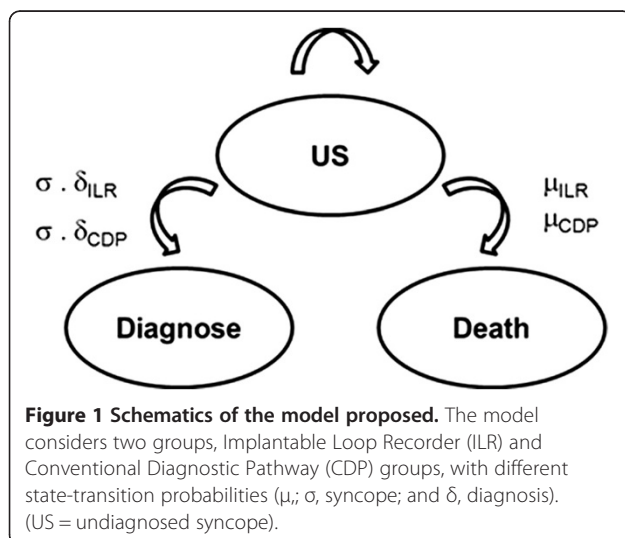 US
σ . δILR
σ . δCDP
μILR
μCDP
Diagnose
Death
Figure 1 Schematics of the model proposed. The model
considers two groups, Implantable Loop Recorder (ILR) and
Conventional Diagnostic Pathway (CDP) groups, with different
state-transition probabilities (μ,; σ, syncope; and δ, diagnosis).
(US = undiagnosed syncope).